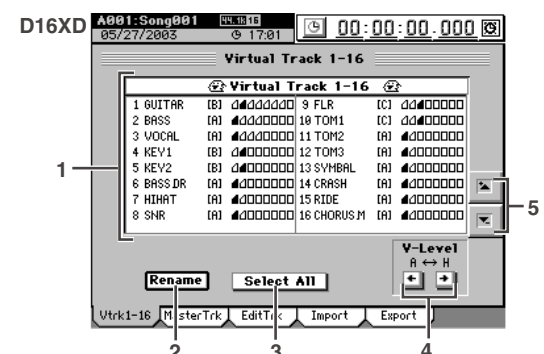 D16XD
A001:Song001 44.1k 16
05/27/2003 17:01
00:00:00.000
Virtual Track 1-16
Virtual Track 1-16
1 GUITAR [B] 9 FLR [C]
2 BASS [A] 10 TOM1 [C]
3 VOCAL [A] 11 TOM2 [A]
4 KEY1 [B] 12 TOM3 [A]
5 KEY2 [B] 13 SYMBAL [A]
6 BASS DR [A] 14 CRASH [A]
7 HIHAT [A] 15 RIDE [A]
8 SNR [A] 16 CHORUS.M [A]
1
5
V-Level
A ↔ H
Rename Select All
Vtrk1-16 MasterTrk EditTrk Import Export
2 3 4